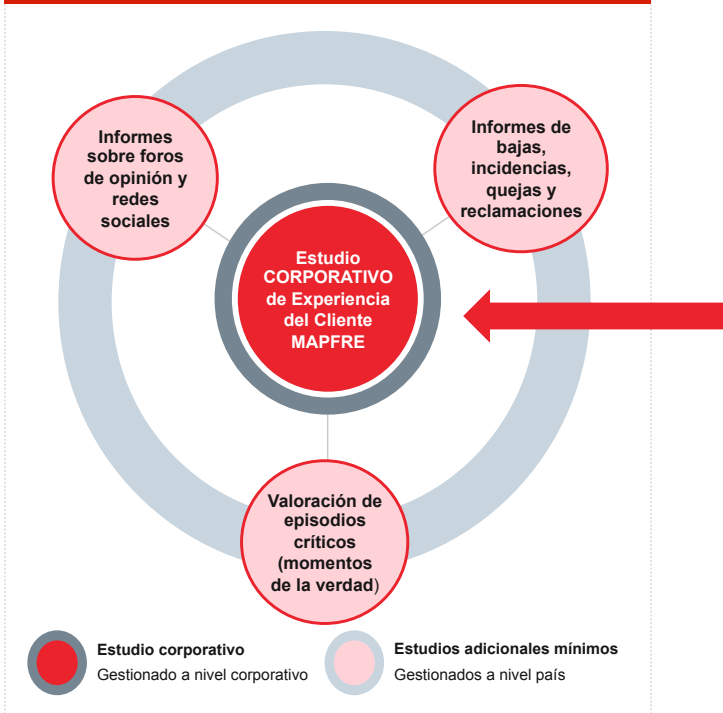 Informes
sobre foros
de opinión y
redes
sociales
Informes de
bajas,
incidencias,
quejas y
reclamaciones
Estudio
CORPORATIVO
de Experiencia
del Cliente
MAPFRE
Valoración de
episodios
críticos
(momentos
de la verdad)
Estudio corporativo
Gestionado a nivel corporativo
Estudios adicionales mínimos
Gestionados a nivel país